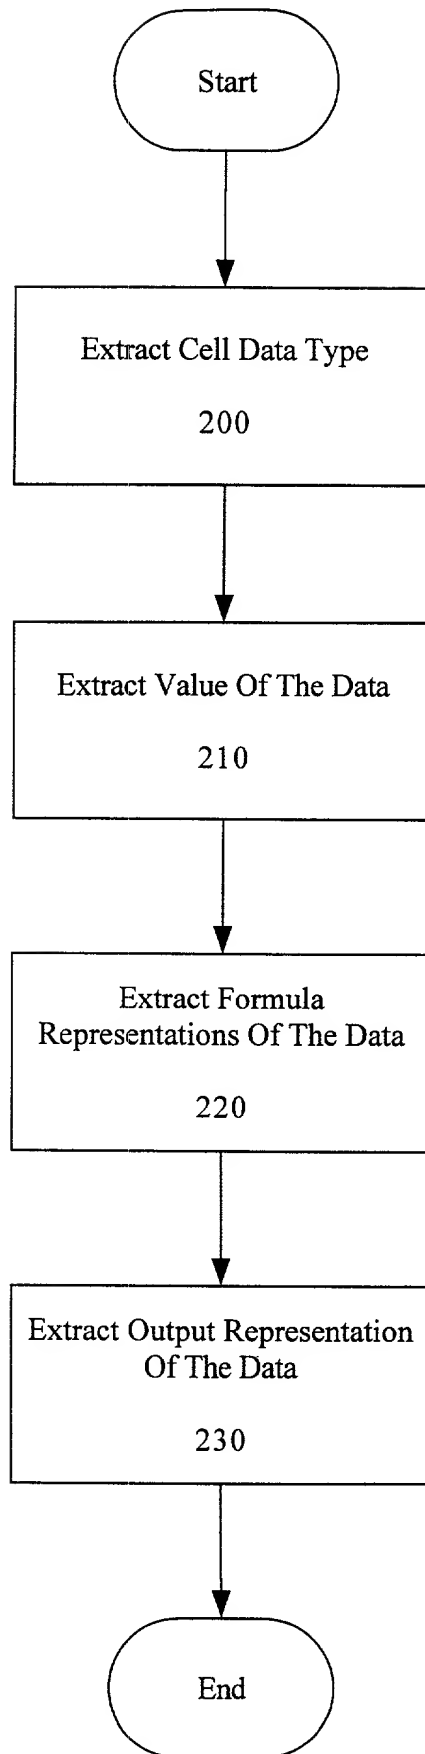 Start
Extract Cell Data Type
200
Extract Value Of The Data
210
Extract Formula
Representations Of The Data
220
Extract Output Representation
Of The Data
230
End